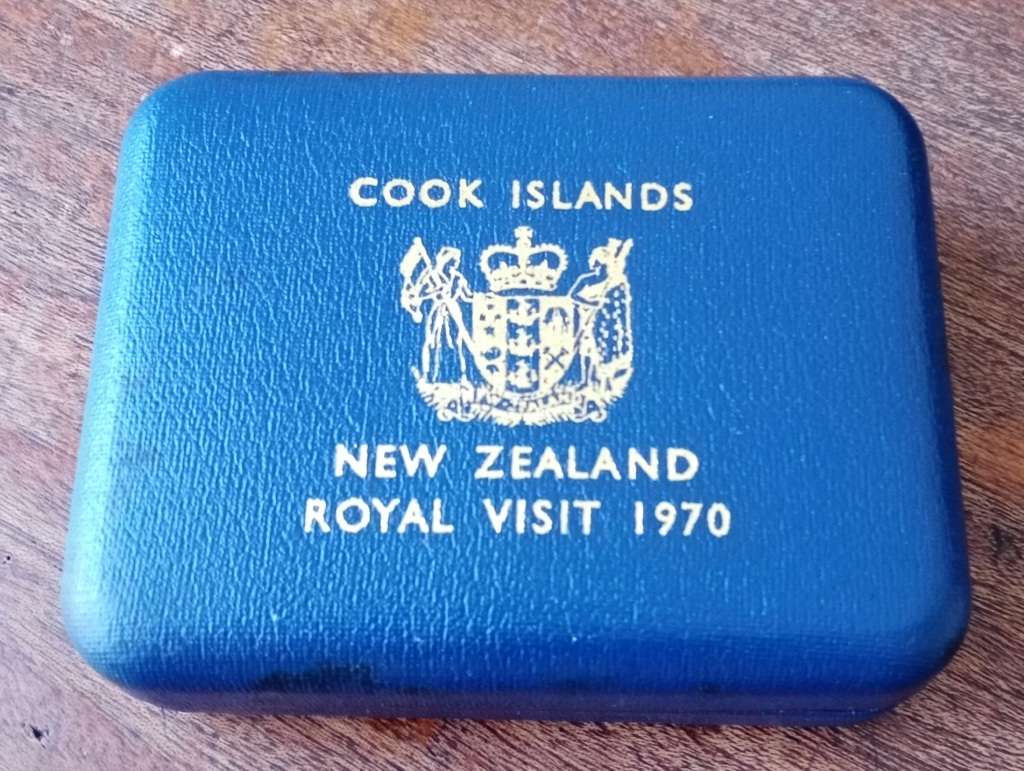 COOK ISLANDS
NEW ZEALAND
ROYAL VISIT 1970